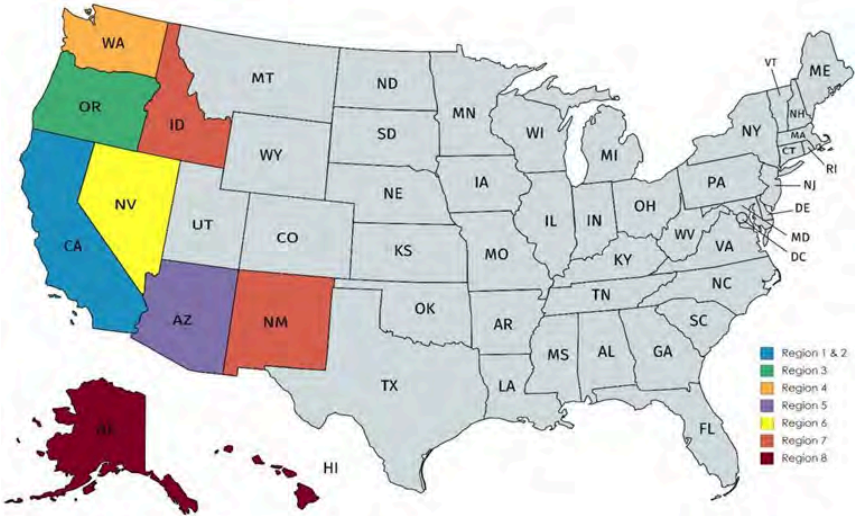 WA
MT
ND
MN
VT
ME
OR
ID
SD
WI
MI
NY
NH
MA
CT
RI
WY
IA
PA
NJ
NV
NE
OH
DE
UT
IL
IN
MD
CA
CO
KS
MO
WV
VA
DC
KY
NC
AZ
NM
OK
TN
AR
SC
MS
AL
GA
TX
LA
FL
AK
HI
Region 1 & 2
Region 3
Region 4
Region 5
Region 6
Region 7
Region 8